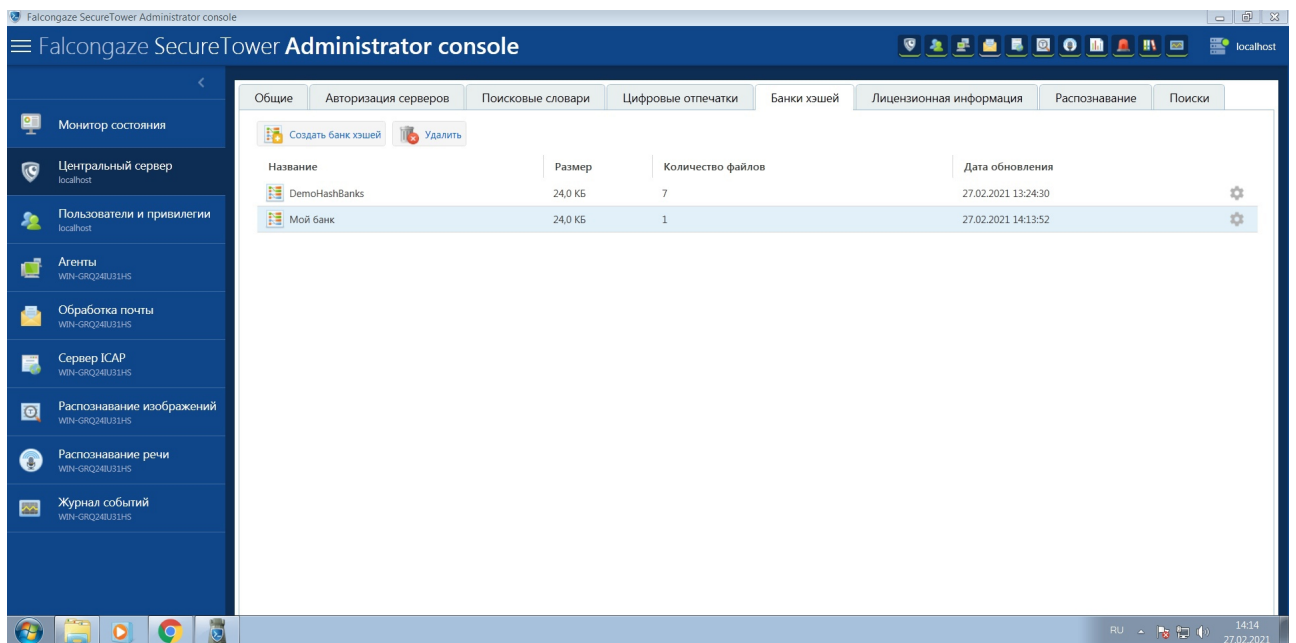 Falcongaze SecureTower Administrator console
Falcongaze SecureTower Administrator console
localhost
Общие
Авторизация серверов
Поисковые словари
Цифровые отпечатки
Банки хэшей
Лицензионная информация
Распознавание
Поиски
Монитор состояния
Центральный сервер
localhost
Пользователи и привилегии
localhost
Агенты
WIN-GRQ24IU31HS
Обработка почты
WIN-GRQ24IU31HS
Сервер ICAP
WIN-GRQ24IU31HS
Распознавание изображений
WIN-GRQ24IU31HS
Распознавание речи
WIN-GRQ24IU31HS
Журнал событий
WIN-GRQ24IU31HS
Создать банк хэшей Удалить
Название Размер Количество файлов Дата обновления
DemoHashBanks 24,0 КБ 7 27.02.2021 13:24:30
Мой банк 24,0 КБ 1 27.02.2021 14:13:52
RU
14:14
27.02.2021